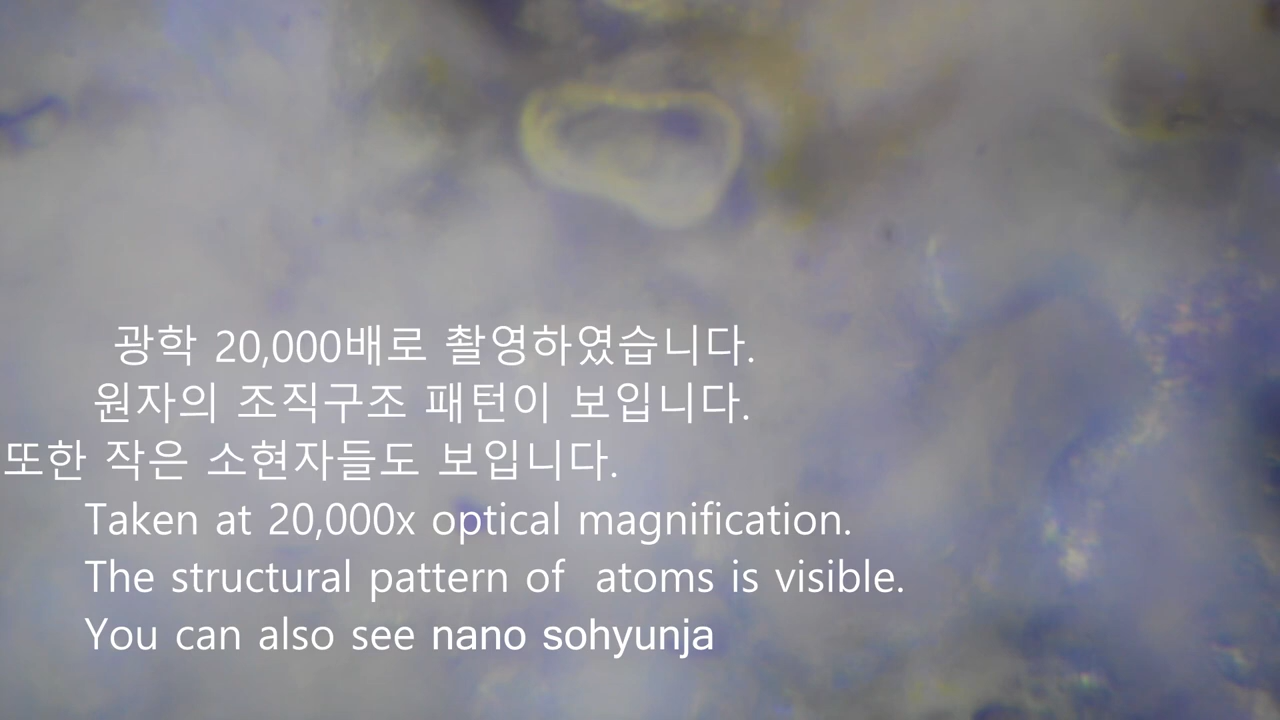 광학 20,000배로 촬영하였습니다.
원자의 조직구조 패턴이 보입니다.
또한 작은 소현자들도 보입니다.
Taken at 20,000x optical magnification.
The structural pattern of  atoms is visible.
You can also see nano sohyunja